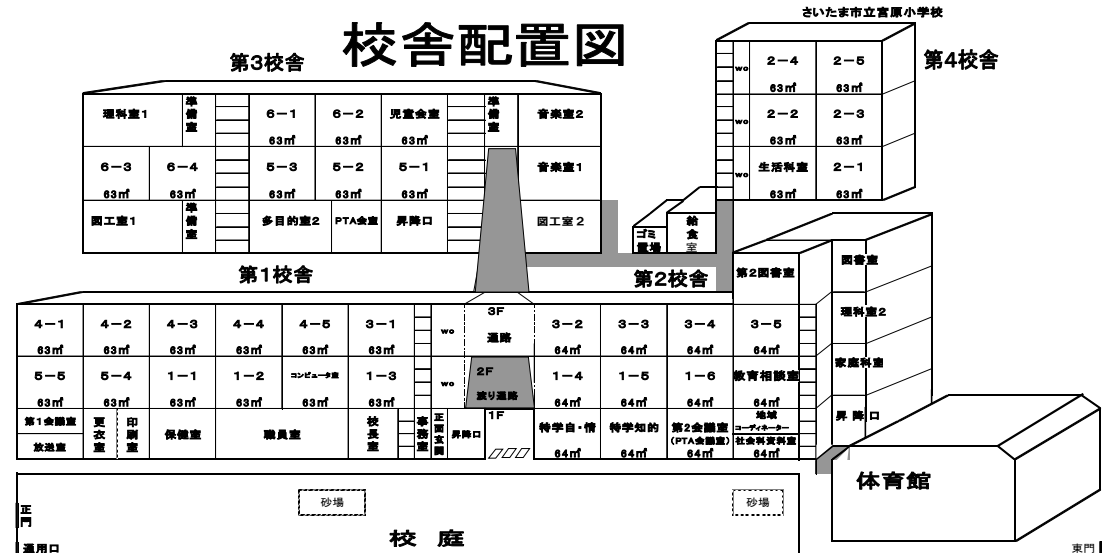 さいたま市立宮原小学校
校舎配置図
第3校舎
第4校舎
wo 2－4 2－5
63㎡ 63㎡
理科室1 準備室 6－1 6－2 児童会室 準備室 音楽室2
63㎡ 63㎡ 63㎡
wo 2－2 2－3
63㎡ 63㎡
6－3 6－4 5－3 5－2 5－1 音楽室1
63㎡ 63㎡ 63㎡ 63㎡ 63㎡
wo 生活科室 2－1
63㎡ 63㎡
図工室1 準備室 多目的室2 PTA会室 昇降口 図工室2
ゴミ置場 給食室
第1校舎
第2校舎
第2図書室 図書室
4－1 4－2 4－3 4－4 4－5 3－1 wo 3F 通路 3－2 3－3 3－4 3－5
63㎡ 63㎡ 63㎡ 63㎡ 63㎡ 63㎡ 64㎡ 64㎡ 64㎡ 64㎡
理科室2
5－5 5－4 1－1 1－2 コンピュータ室 1－3 wo 2F 渡り通路 1－4 1－5 1－6 教育相談室
63㎡ 63㎡ 63㎡ 63㎡ 63㎡ 63㎡ 64㎡ 64㎡ 64㎡ 64㎡
家庭科室
第1会議室 放送室 更衣室 印刷室 保健室 職員室 校長室 事務室 正面玄関 昇降口 1F 特学自・情 特学知的 第2会議室 (PTA会議室) 地域コーディネーター 社会科資料室
64㎡ 64㎡ 64㎡ 64㎡
昇降口
体育館
砂場 砂場
校庭
正門
通用口
東門